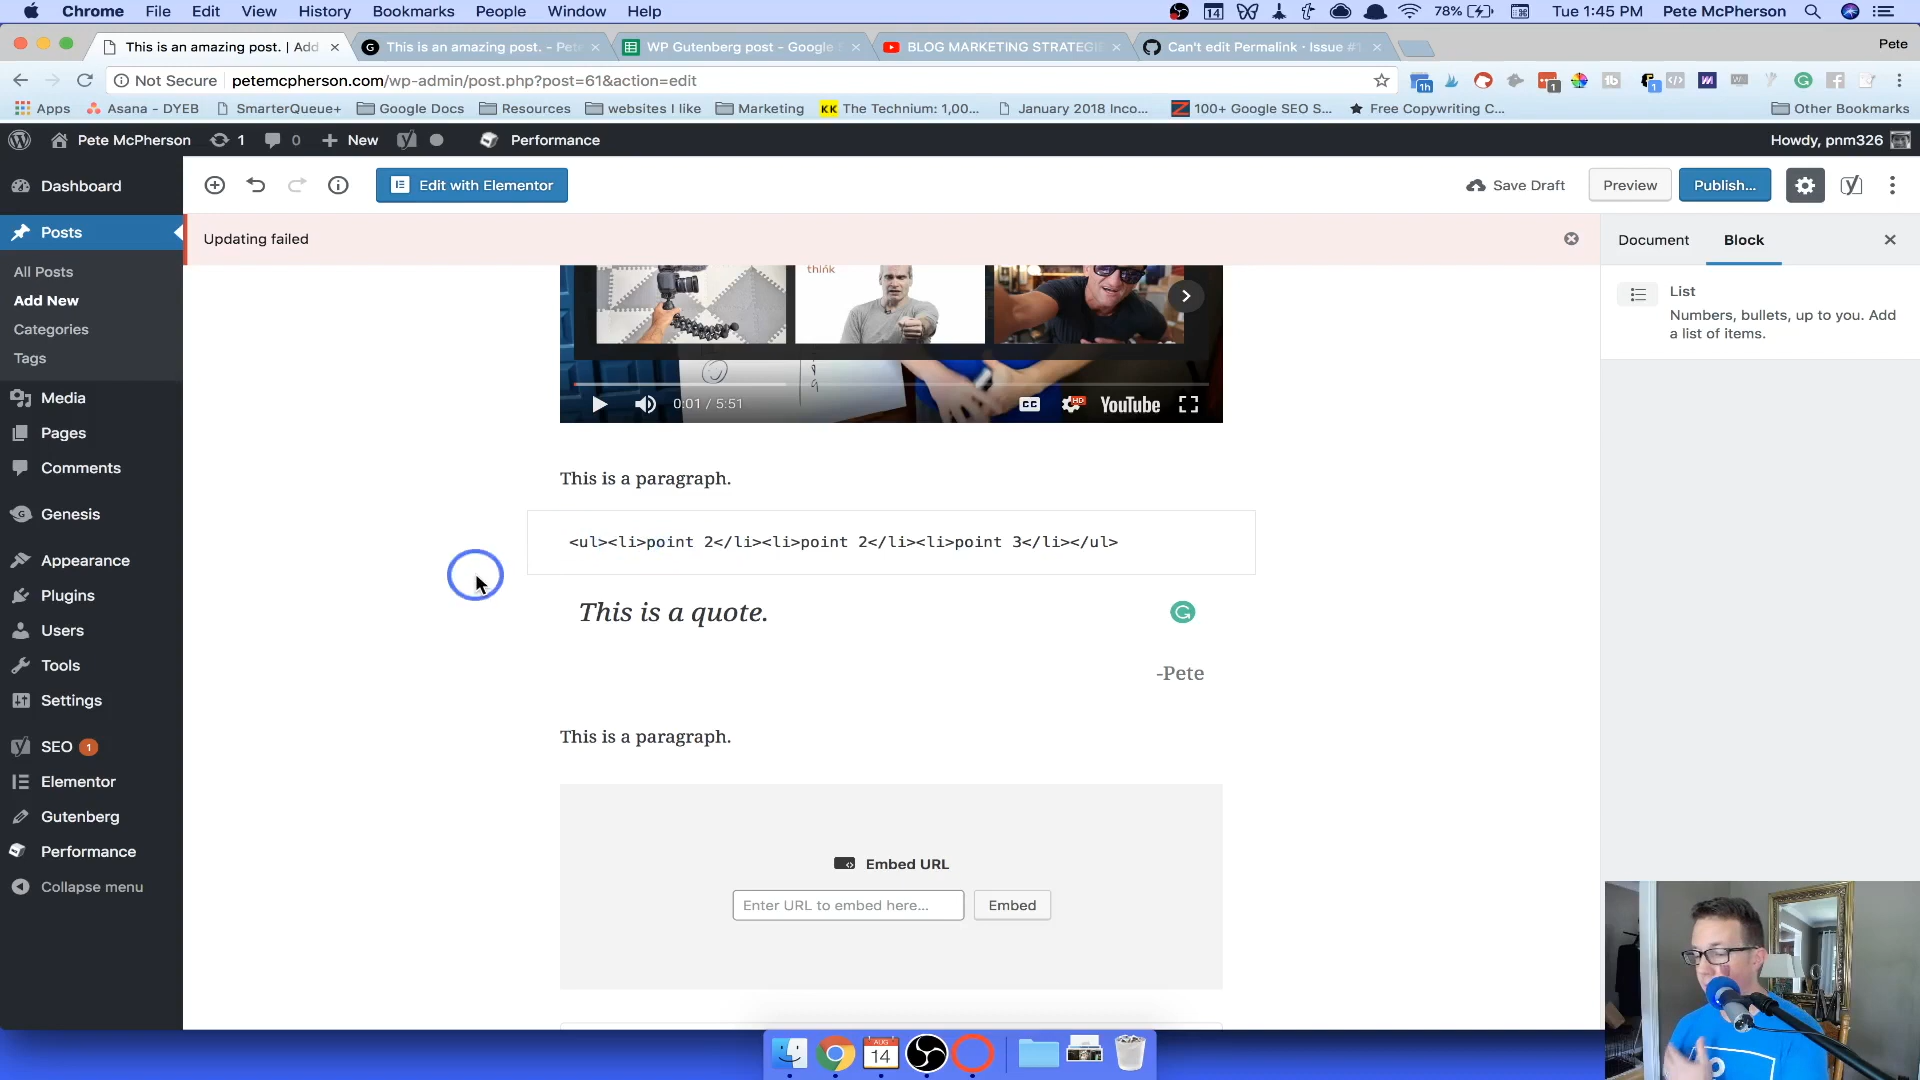 Chrome File Edit View History Bookmarks People Window Help
14 78% Tue 1:45 PM Pete McPherson
This is an amazing post. | Add
This is an amazing post. - Pete
WP Gutenberg post - Google
BLOG MARKETING STRATEGI
Can't edit Permalink · Issue #
Pete
Not Secure petemcpherson.com/wp-admin/post.php?post=61&action=edit
Apps Asana - DYEB SmarterQueue+ Google Docs Resources websites I like Marketing KK The Technium: 1,00... January 2018 Inco... 100+ Google SEO S... Free Copywriting C... Other Bookmarks
Pete McPherson 1 0 New Performance Howdy, pnm326
Dashboard
Edit with Elementor
Save Draft Preview Publish...
Posts
Updating failed
Document Block
All Posts
Add New
Categories
Tags
Media
Pages
Comments
Genesis
Appearance
Plugins
Users
Tools
Settings
SEO 1
Elementor
Gutenberg
Performance
Collapse menu
think
0:01 / 5:51 CC HD YouTube
This is a paragraph.
<ul><li>point 2</li><li>point 2</li><li>point 3</li></ul>
This is a quote.
-Pete
This is a paragraph.
Embed URL
Enter URL to embed here... Embed
List
Numbers, bullets, up to you. Add
a list of items.
AUG
14